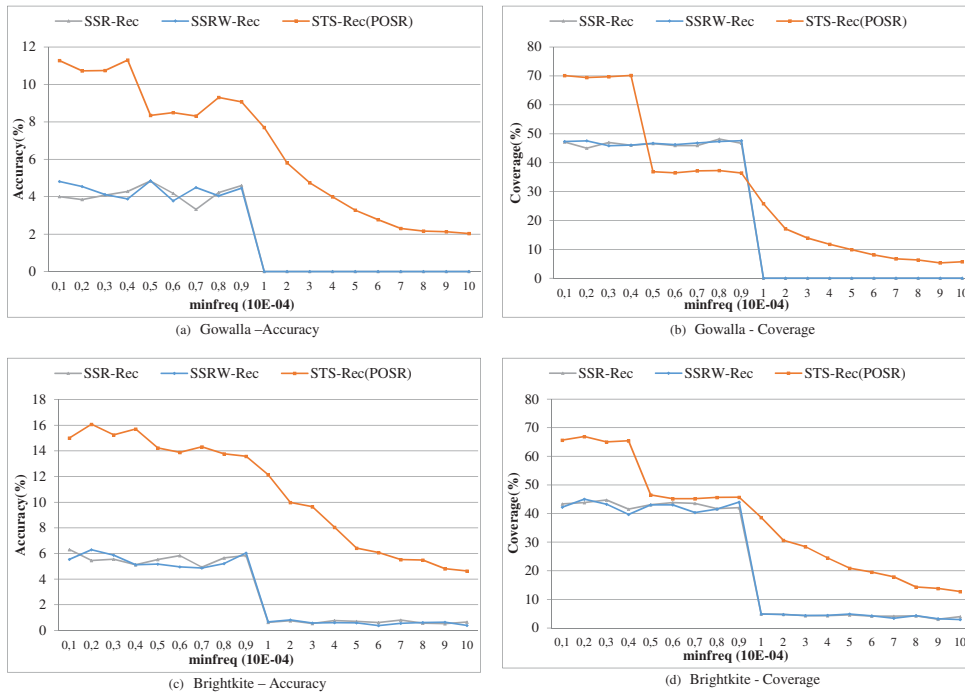 SSR-Rec SSRW-Rec STS-Rec(POSR)
12
10
8
6
4
2
0
Accuracy(%)
0,1 0,2 0,3 0,4 0,5 0,6 0,7 0,8 0,9 1 2 3 4 5 6 7 8 9 10
minfreq (10E-04)
(a) Gowalla –Accuracy
SSR-Rec SSRW-Rec STS-Rec(POSR)
80
70
60
50
40
30
20
10
0
Coverage(%)
0,1 0,2 0,3 0,4 0,5 0,6 0,7 0,8 0,9 1 2 3 4 5 6 7 8 9 10
minfreq (10E-04)
(b) Gowalla - Coverage
SSR-Rec SSRW-Rec STS-Rec(POSR)
18
16
14
12
10
8
6
4
2
0
Accuracy(%)
0,1 0,2 0,3 0,4 0,5 0,6 0,7 0,8 0,9 1 2 3 4 5 6 7 8 9 10
minfreq (10E-04)
(c) Brightkite – Accuracy
SSR-Rec SSRW-Rec STS-Rec(POSR)
80
70
60
50
40
30
20
10
0
Coverage(%)
0,1 0,2 0,3 0,4 0,5 0,6 0,7 0,8 0,9 1 2 3 4 5 6 7 8 9 10
minfreq (10E-04)
(d) Brightkite - Coverage